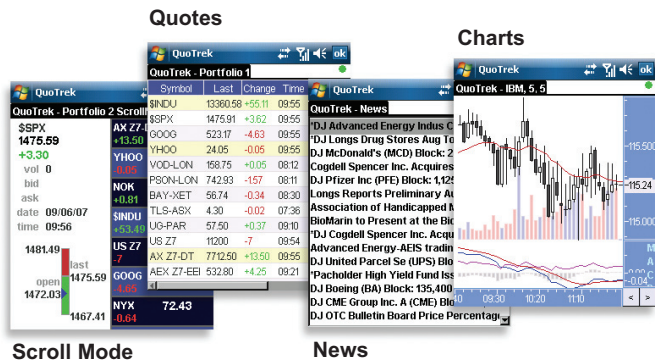 Quotes
QuoTrek ok
QuoTrek - Portfolio 1
Symbol Last Change Time
$INDU 13360.58 +55.11 09:55
$SPX 1475.91 +3.62 09:55
GOOG 523.17 -4.63 09:55
YHOO 24.05 -0.05 09:55
VOD-LON 158.75 +0.05 08:12
PSON-LON 742.93 -157 08:11
BAY-XET 56.74 -0.34 08:30
TLS-ASX 4.30 -0.02 07:36
UG-PAR 57.50 +0.37 09:10
US Z7 11200 -7 09:54
AX Z7-DT 7712.50 +13.50 09:55
AEX Z7-EEI 532.80 +4.25 09:21
Charts
QuoTrek ok
QuoTrek - IBM, 5, 5
115.500
115.24
115.000
M
A
C
-0.04
40 09:30 10:20 11:10
< >
QuoTrek
QuoTrek - Portfolio 2 Scroll
$SPX
1475.59
+3.30
vol 0
bid
ask
date 09/06/07
time 09:56
1481.49
last
1475.59
open
1472.03
1467.41
AX Z7-
+13.50
YHOO
-0.05
NOK
+0.81
$INDU
+53.49
US Z7
-7
GOOG
-4.65
NYX 72.43
-0.64
Scroll Mode
QuoTrek
QuoTrek - News
*DJ Advanced Energy Indus C
*DJ Longs Drug Stores Aug To
DJ McDonald's (MCD) Block: 2
Cogdell Spencer Inc. Acquires
DJ Pfizer Inc (PFE) Block: 1,125
Longs Reports Preliminary Au
Association of Handicapped
BioMarin to Present at the Bio
*DJ Cogdell Spencer Inc. Acqu
Advanced Energy-AEIS trading
DJ United Parcel Se (UPS) Blo
*Pacholder High Yield Fund Iss
DJ Boeing (BA) Block: 135,400
DJ CME Group Inc. A (CME) Blo
DJ OTC Bulletin Board Price Percentag
News